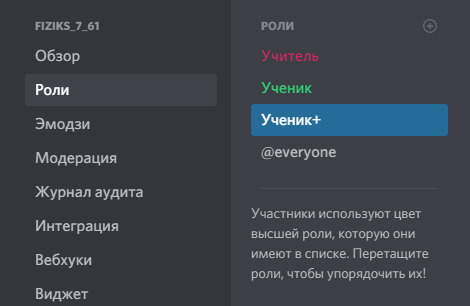 FIZIKS_7_61
Обзор
Роли
Эмодзи
Модерация
Журнал аудита
Интеграция
Вебхуки
Виджет
РОЛИ
Учитель
Ученик
Ученик+
@everyone
Участники используют цвет
высшей роли, которую они
имеют в списке. Перетащите
роли, чтобы упорядочить их!